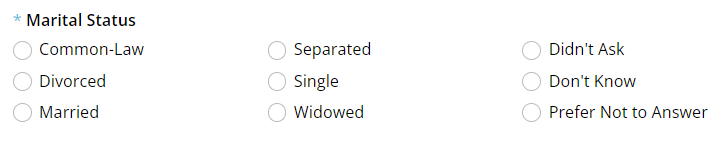 * Marital Status
Common-Law
Separated
Didn't Ask
Divorced
Single
Don't Know
Married
Widowed
Prefer Not to Answer